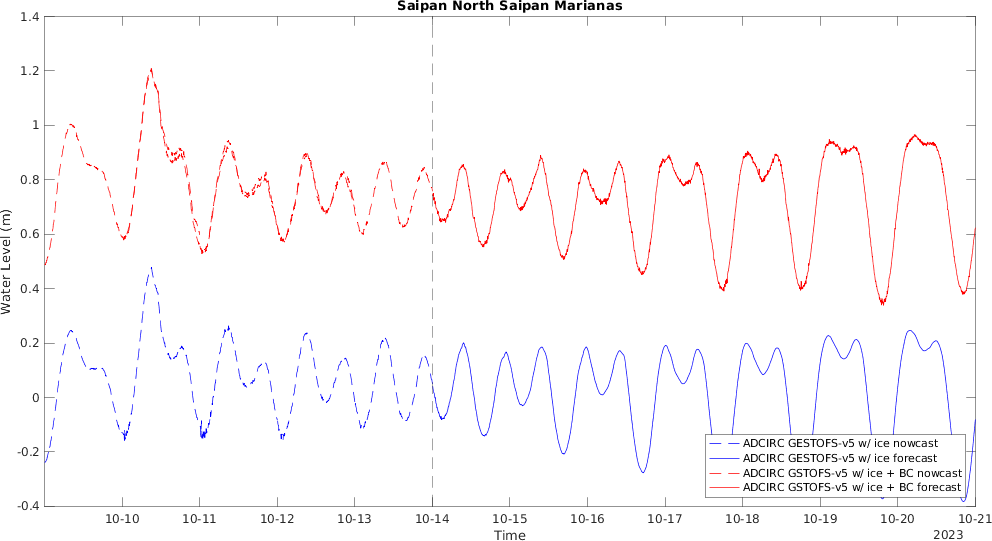 Saipan North Saipan Marianas
Water Level (m)
1.4
1.2
1
0.8
0.6
0.4
0.2
0
-0.2
-0.4
ADCIRC GESTOFS-v5 w/ ice nowcast
ADCIRC GESTOFS-v5 w/ ice forecast
ADCIRC GSTOFS-v5 w/ ice + BC nowcast
ADCIRC GSTOFS-v5 w/ ice + BC forecast
10-10 10-11 10-12 10-13 10-14 10-15 10-16 10-17 10-18 10-19 10-20 10-21
Time
2023